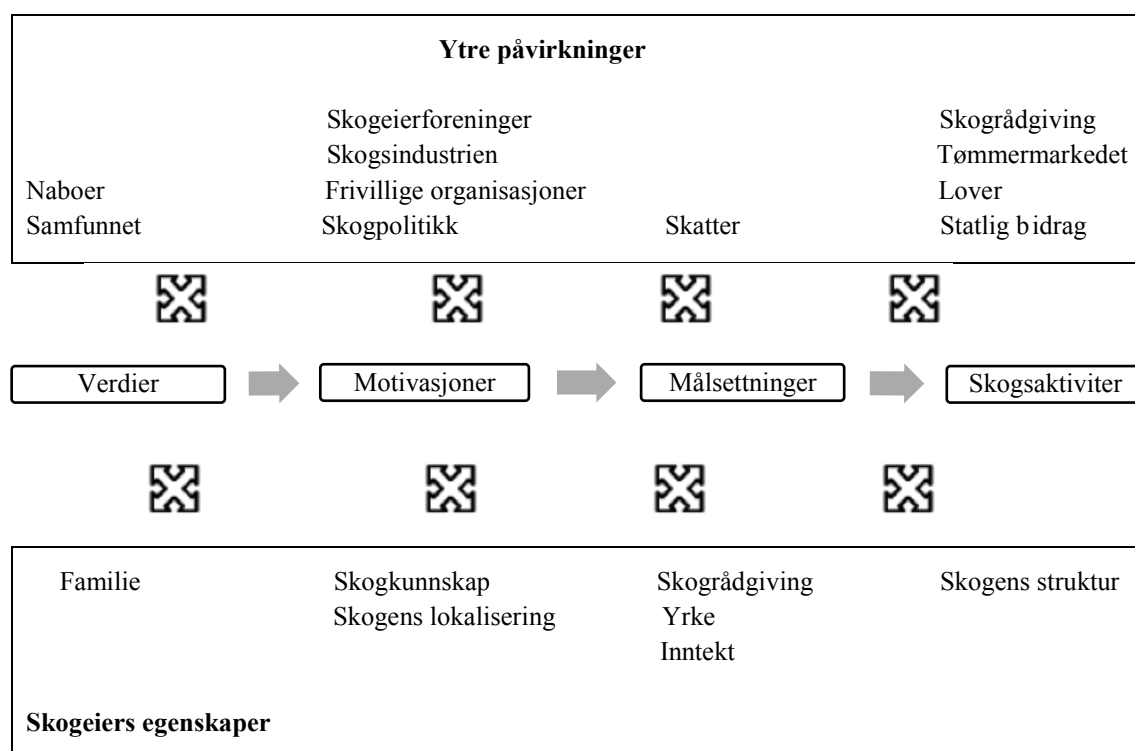 Ytre påvirkninger
Skogeierforeninger Skogrådgiving
Skogsindustrien Tømmermarkedet
Naboer Frivillige organisasjoner Lover
Samfunnet Skogpolitikk Skatter Statlig bidrag
Verdier Motivasjoner Målsettninger Skogsaktiviter
Familie Skogkunnskap Skogrådgiving Skogens struktur
Skogens lokalisering Yrke
Inntekt
Skogeiers egenskaper